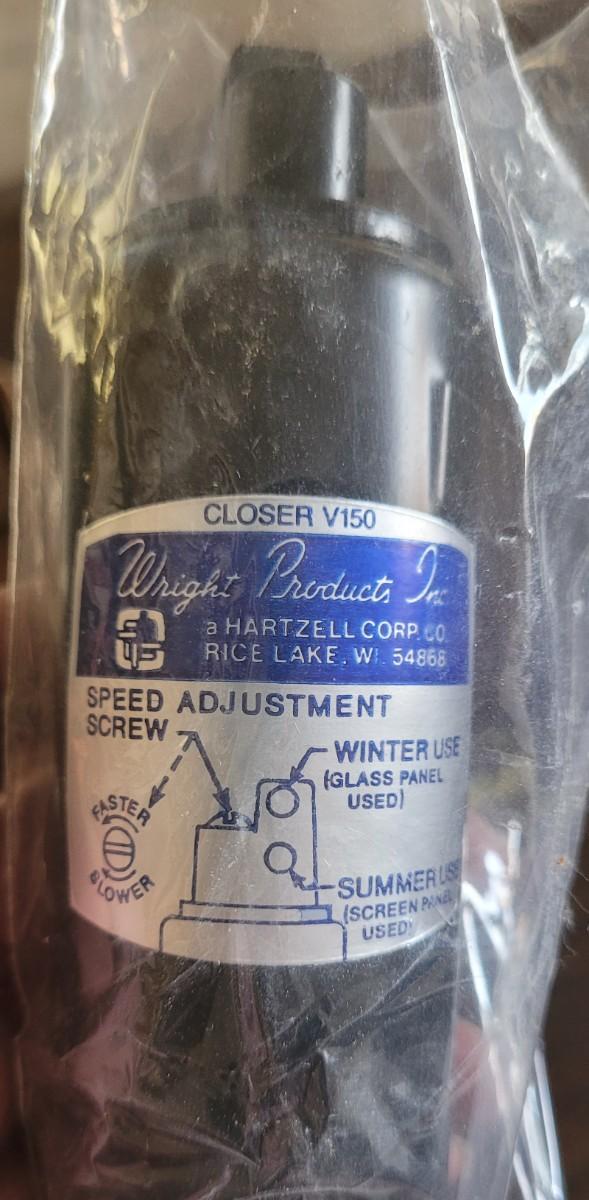 CLOSER V150
Wright Products Inc.
a HARTZELL CORP. CO.
RICE LAKE, WI. 54868
SPEED ADJUSTMENT
SCREW
WINTER USE
(GLASS PANEL
USED)
FASTER
SLOWER
SUMMER USE
(SCREEN PANEL
USED)